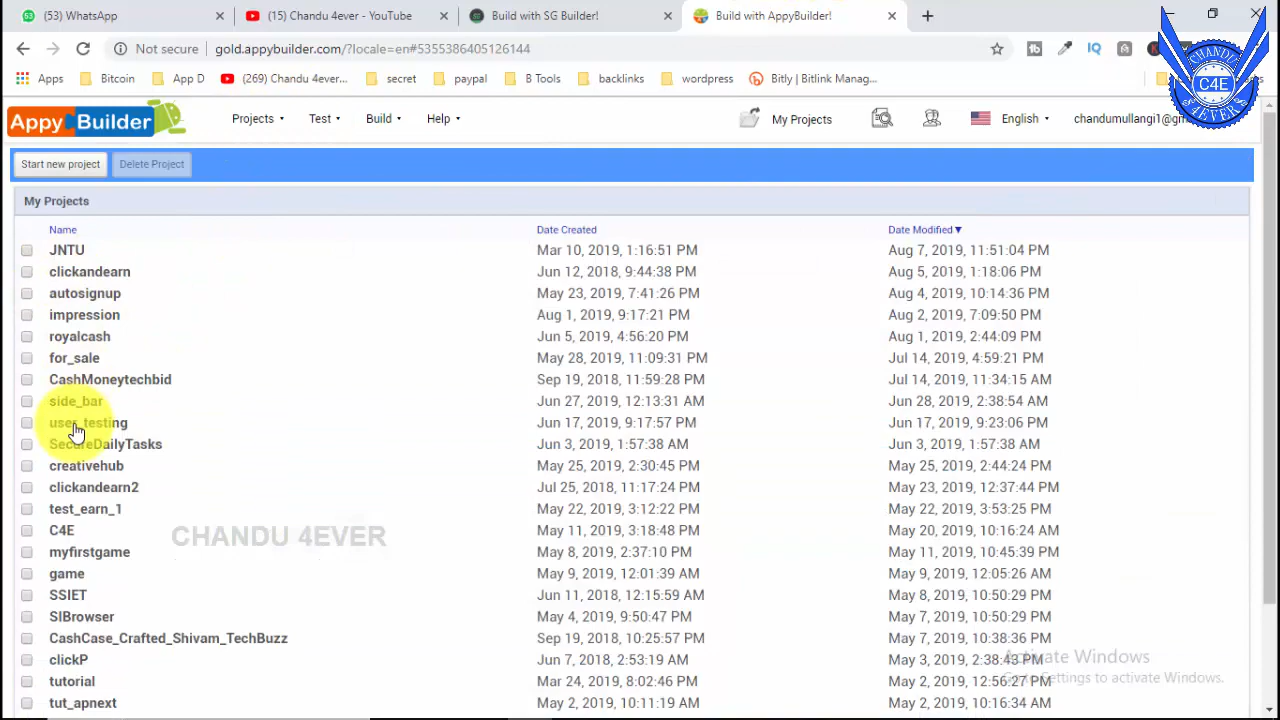 (53) WhatsApp
(15) Chandu 4ever - YouTube
Build with SG Builder!
Build with AppyBuilder!
Not secure
gold.appybuilder.com/?locale=en#5355386405126144
Apps
Bitcoin
App D
(269) Chandu 4ever...
secret
paypal
B Tools
backlinks
wordpress
Bitly | Bitlink Manag...
CHANDU
C4E
4EVER
Appy Builder
Projects
Test
Build
Help
My Projects
English
chandumullangi1@gm
Start new project
Delete Project
My Projects
Name Date Created Date Modified
JNTU Mar 10, 2019, 1:16:51 PM Aug 7, 2019, 11:51:04 PM
clickandearn Jun 12, 2018, 9:44:38 PM Aug 5, 2019, 1:18:06 PM
autosignup May 23, 2019, 7:41:26 PM Aug 4, 2019, 10:14:36 PM
impression Aug 1, 2019, 9:17:21 PM Aug 2, 2019, 7:09:50 PM
royalcash Jun 5, 2019, 4:56:20 PM Aug 1, 2019, 2:44:09 PM
for_sale May 28, 2019, 11:09:31 PM Jul 14, 2019, 4:59:21 PM
CashMoneytechbid Sep 19, 2018, 11:59:28 PM Jul 14, 2019, 11:34:15 AM
side_bar Jun 27, 2019, 12:13:31 AM Jun 28, 2019, 2:38:54 AM
user_testing Jun 17, 2019, 9:17:57 PM Jun 17, 2019, 9:23:06 PM
SecureDailyTasks Jun 3, 2019, 1:57:38 AM Jun 3, 2019, 1:57:38 AM
creativehub May 25, 2019, 2:30:45 PM May 25, 2019, 2:44:24 PM
clickandearn2 Jul 25, 2018, 11:17:24 PM May 23, 2019, 12:37:44 PM
test_earn_1 May 22, 2019, 3:12:22 PM May 22, 2019, 3:53:25 PM
C4E May 11, 2019, 3:18:48 PM May 20, 2019, 10:16:24 AM
CHANDU 4EVER
myfirstgame May 8, 2019, 2:37:10 PM May 11, 2019, 10:45:39 PM
game May 9, 2019, 12:01:39 AM May 9, 2019, 12:05:26 AM
SSIET Jun 11, 2018, 12:15:59 AM May 8, 2019, 10:50:29 PM
SIBrowser May 4, 2019, 9:50:47 PM May 7, 2019, 10:50:29 PM
CashCase_Crafted_Shivam_TechBuzz Sep 19, 2018, 10:25:57 PM May 7, 2019, 10:38:36 PM
clickP Jun 7, 2018, 2:53:19 AM May 3, 2019, 2:38:43 PM
tutorial Mar 24, 2019, 8:02:46 PM May 2, 2019, 12:56:27 PM
tut_apnext May 2, 2019, 10:11:19 AM May 2, 2019, 10:16:34 AM
Activate Windows
Go to Settings to activate Windows.